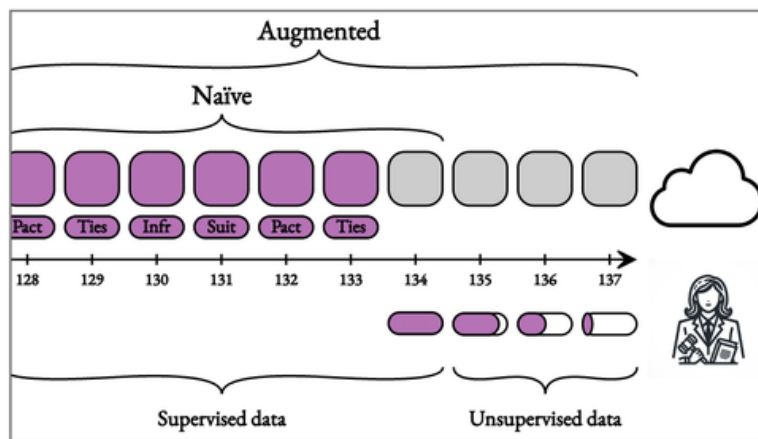 Augmented
Naïve
Pact Ties Infr Suit Pact Ties
128 129 130 131 132 133 134 135 136 137
Supervised data Unsupervised data